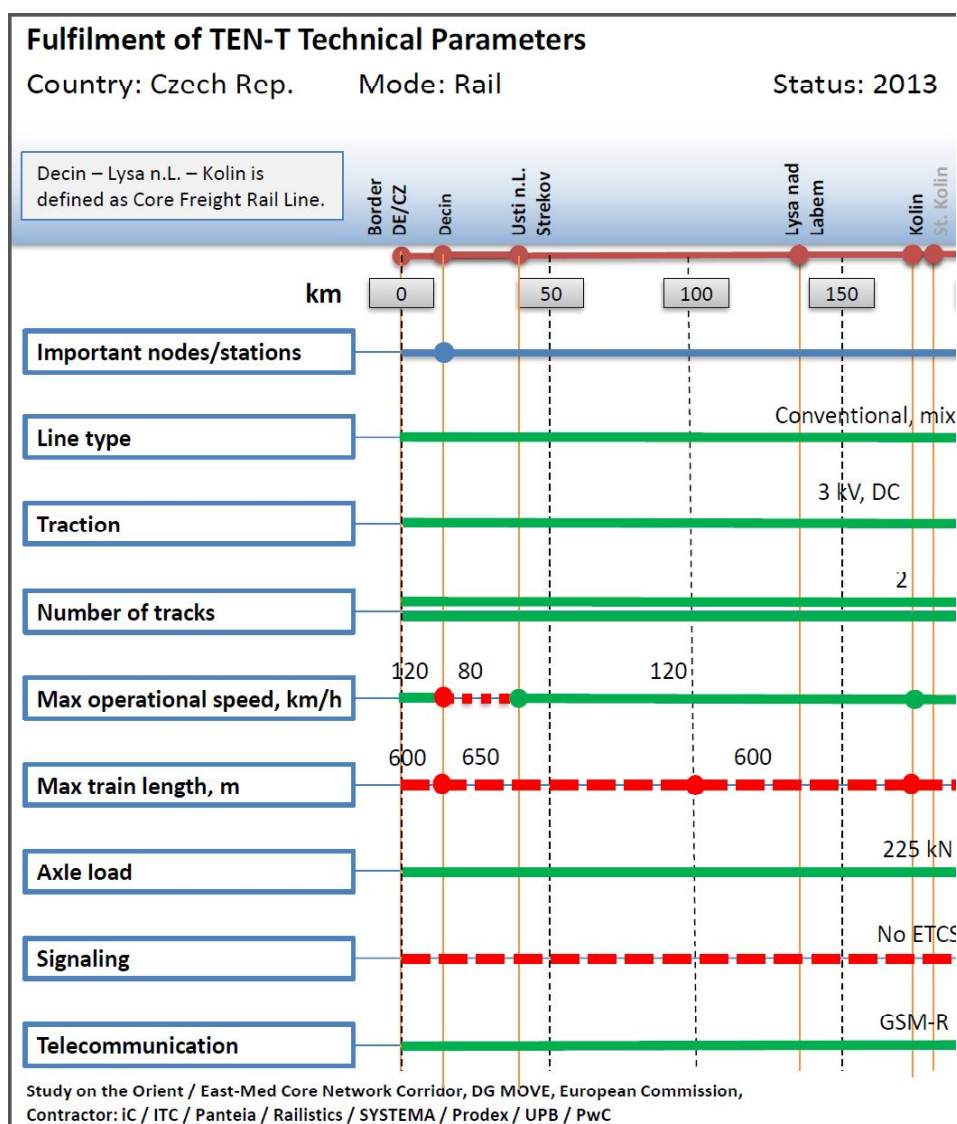 Fulfilment of TEN-T Technical Parameters
Country: Czech Rep. Mode: Rail Status: 2013
Decin – Lysa n.L. – Kolin is
defined as Core Freight Rail Line.
Border
DE/CZ
Decin
Usti n.L.
Strekov
Lysa nad
Labem
Kolin
St. Kolin
km 0 50 100 150
Important nodes/stations
Conventional, mix
Line type
3 kV, DC
Traction
2
Number of tracks
120 80 120
Max operational speed, km/h
600 650 600
Max train length, m
225 kN
Axle load
No ETCS
Signaling
GSM-R
Telecommunication
Study on the Orient / East-Med Core Network Corridor, DG MOVE, European Commission,
Contractor: iC / ITC / Panteia / Railistics / SYSTEMA / Prodex / UPB / PwC